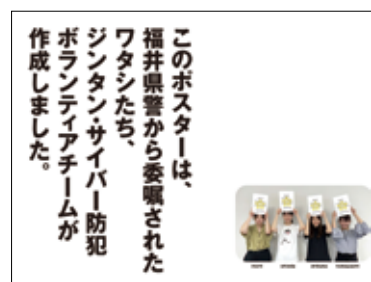 このポスターは、
福井県警から委嘱された
ワタシたち、
ジンタン・サイバー防犯
ボランティアチームが
作成しました。